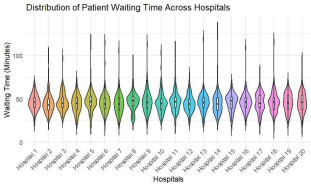 Distribution of Patient Waiting Time Across Hospitals
Waiting Time (Minutes)
100
50
0
Hospital 1
Hospital 2
Hospital 3
Hospital 4
Hospital 5
Hospital 6
Hospital 7
Hospital 8
Hospital 9
Hospital 10
Hospital 11
Hospital 12
Hospital 13
Hospital 14
Hospital 15
Hospital 16
Hospital 17
Hospital 18
Hospital 19
Hospital 20
Hospitals